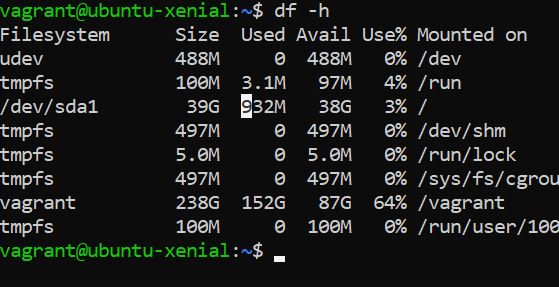 vagrant@ubuntu-xenial:~$ df -h
Filesystem      Size  Used Avail Use% Mounted on
udev            488M     0  488M   0% /dev
tmpfs           100M  3.1M   97M   4% /run
/dev/sda1        39G  932M   38G   3% /
tmpfs           497M     0  497M   0% /dev/shm
tmpfs           5.0M     0  5.0M   0% /run/lock
tmpfs           497M     0  497M   0% /sys/fs/cgrou
vagrant         238G  152G   87G  64% /vagrant
tmpfs           100M     0  100M   0% /run/user/100
vagrant@ubuntu-xenial:~$